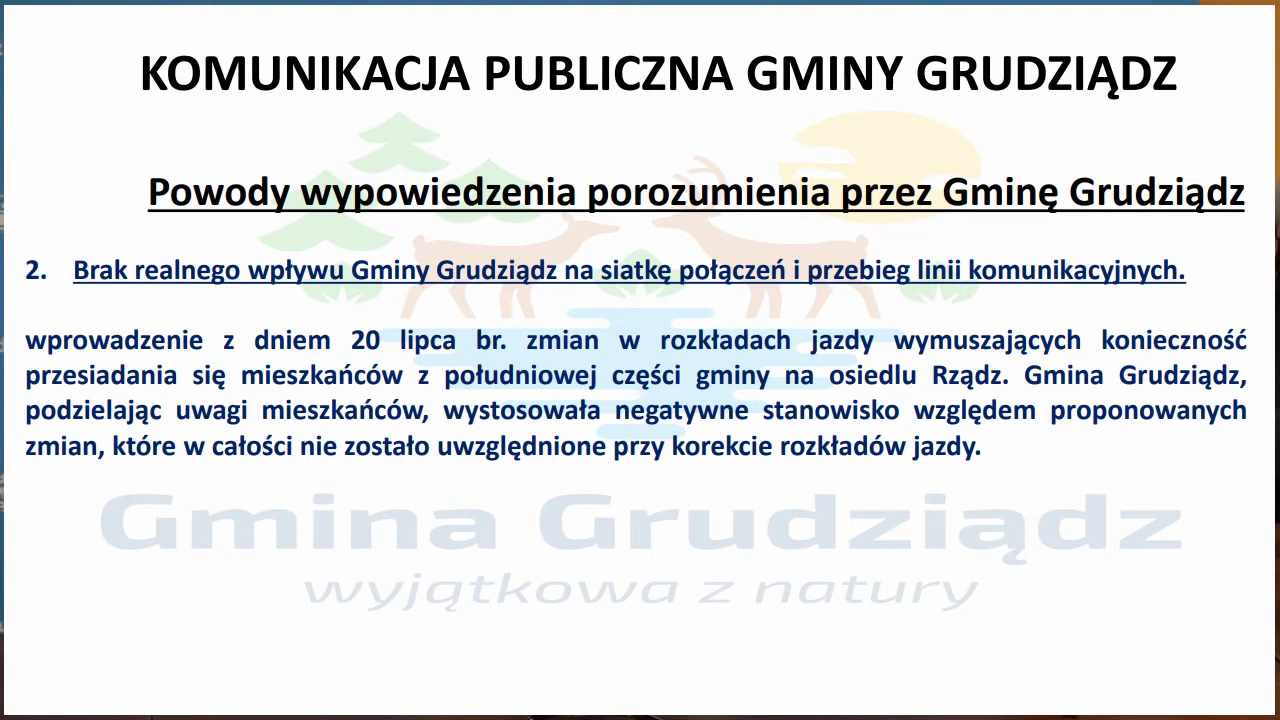 KOMUNIKACJA PUBLICZNA GMINY GRUDZIĄDZ
Powody wypowiedzenia porozumienia przez Gminę Grudziądz
2. Brak realnego wpływu Gminy Grudziądz na siatkę połączeń i przebieg linii komunikacyjnych.
wprowadzenie z dniem 20 lipca br. zmian w rozkładach jazdy wymuszających konieczność
przesiadania się mieszkańców z południowej części gminy na osiedlu Rządz. Gmina Grudziądz,
podzielając uwagi mieszkańców, wystosowała negatywne stanowisko względem proponowanych
zmian, które w całości nie zostało uwzględnione przy korekcie rozkładów jazdy.
Gmina Grudziądz
wyjątkowa z natury